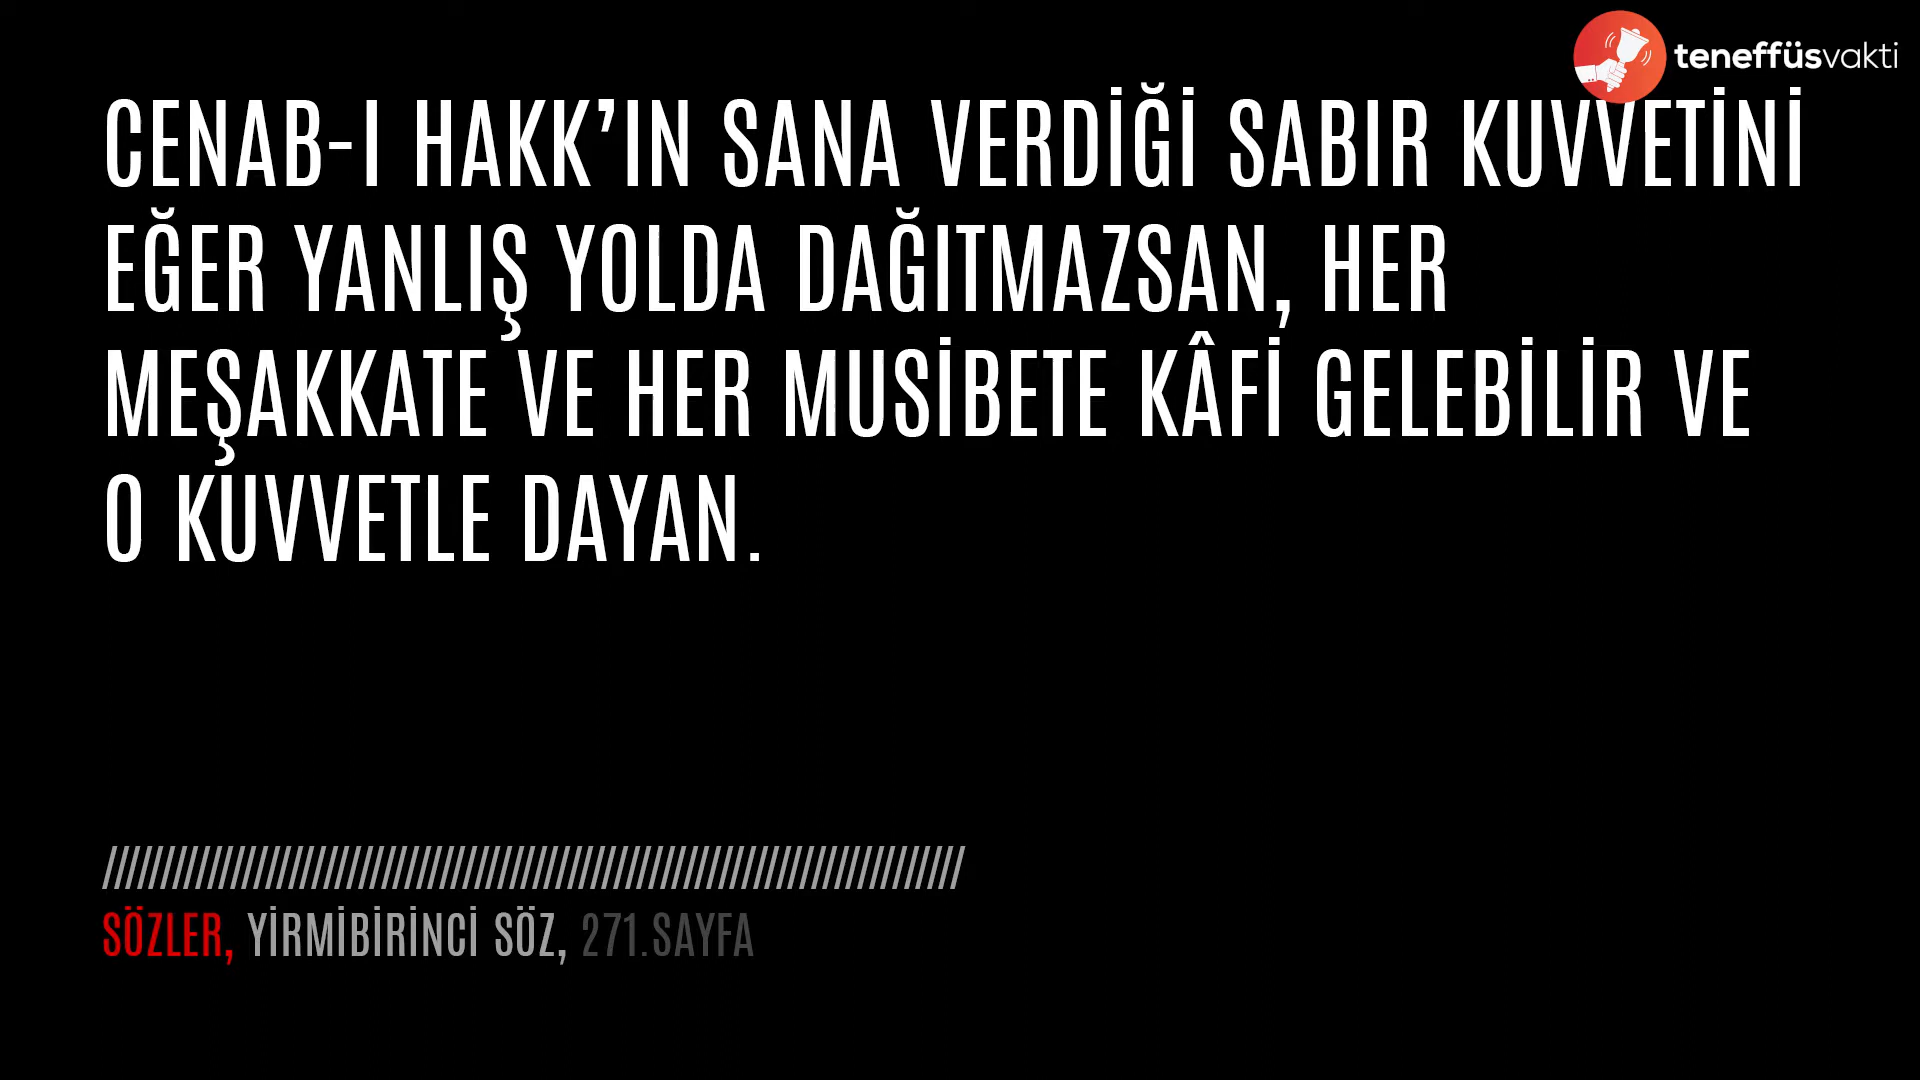 teneffüsvakti
CENAB-I HAKK’IN SANA VERDİĞİ SABIR KUVVETİNİ
EĞER YANLIŞ YOLDA DAĞITMAZSAN, HER
MEŞAKKATE VE HER MUSİBETE KÂFİ GELEBİLİR VE
O KUVVETLE DAYAN.
////////////////////////////////////////////////////////////////////////
SÖZLER, YİRMİBİRİNCİ SÖZ, 271.SAYFA